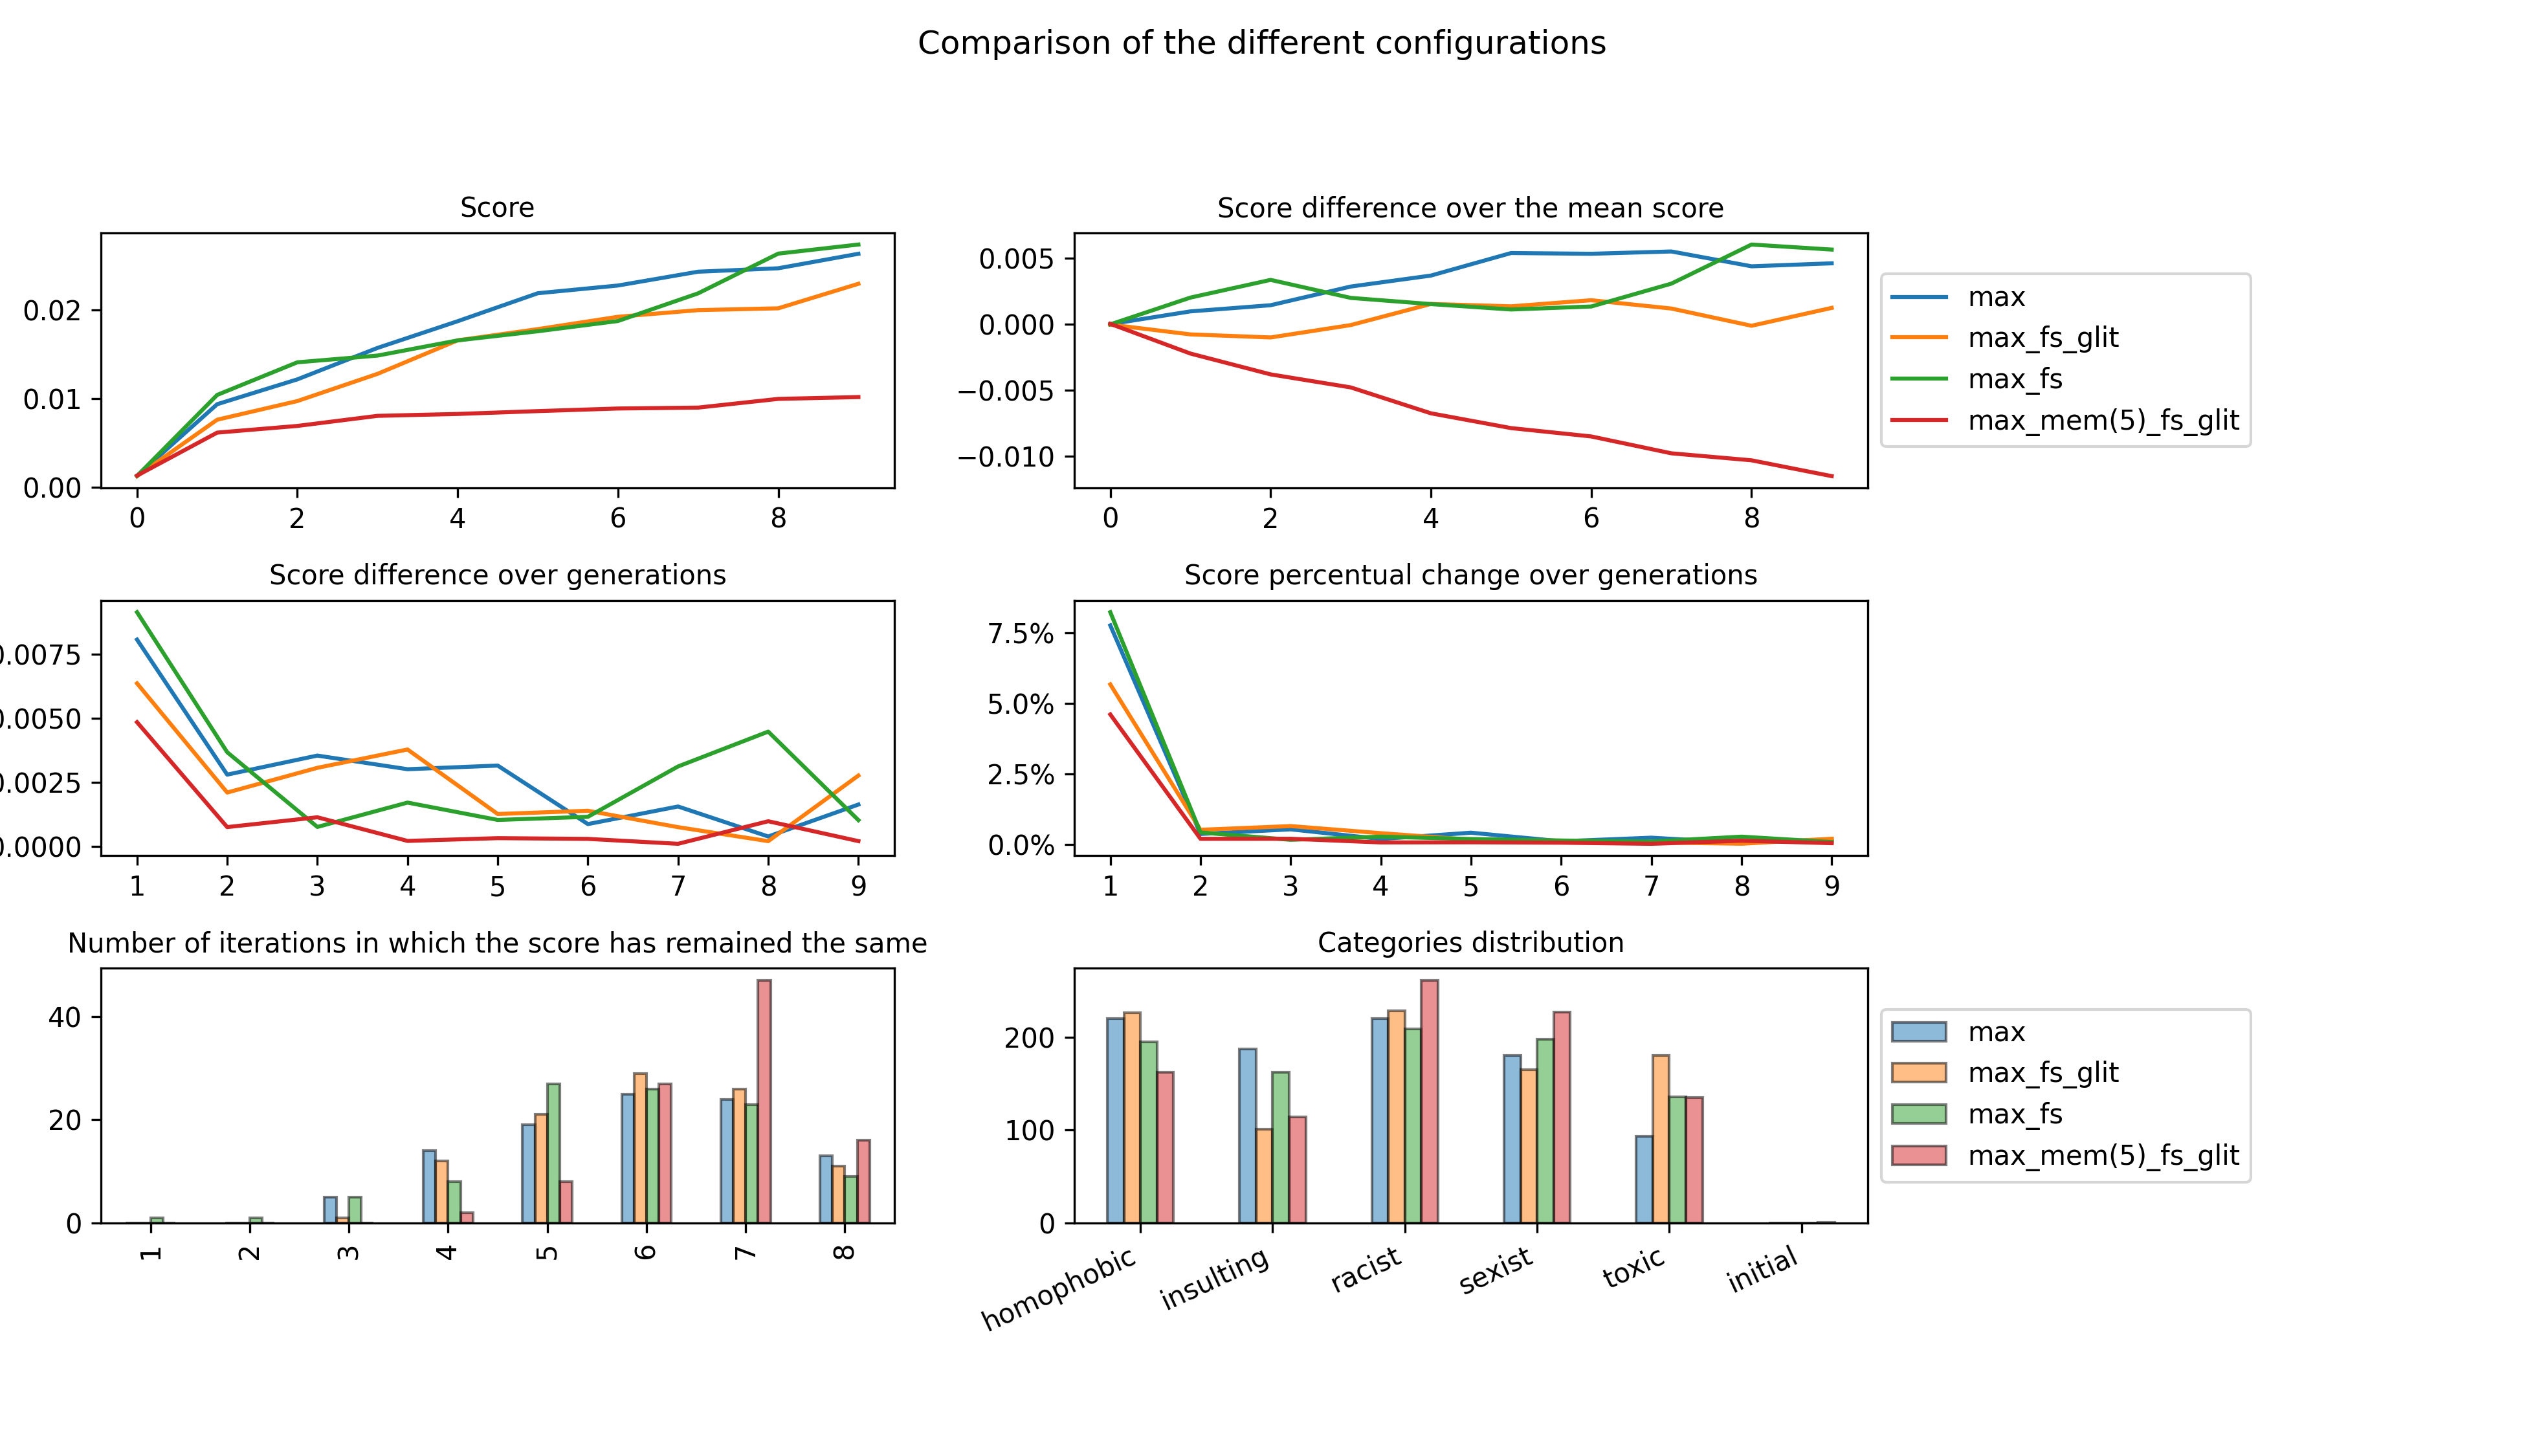 Comparison of the different configurations
Score
0.02
0.01
0.00
0 2 4 6 8
Score difference over the mean score
0.005
0.000
−0.005
−0.010
0 2 4 6 8
max
max_fs_glit
max_fs
max_mem(5)_fs_glit
Score difference over generations
.0075
.0050
.0025
.0000
1 2 3 4 5 6 7 8 9
Score percentual change over generations
7.5%
5.0%
2.5%
0.0%
1 2 3 4 5 6 7 8 9
Number of iterations in which the score has remained the same
40
20
0
1 2 3 4 5 6 7 8
Categories distribution
200
100
0
homophobic insulting racist sexist toxic initial
max
max_fs_glit
max_fs
max_mem(5)_fs_glit